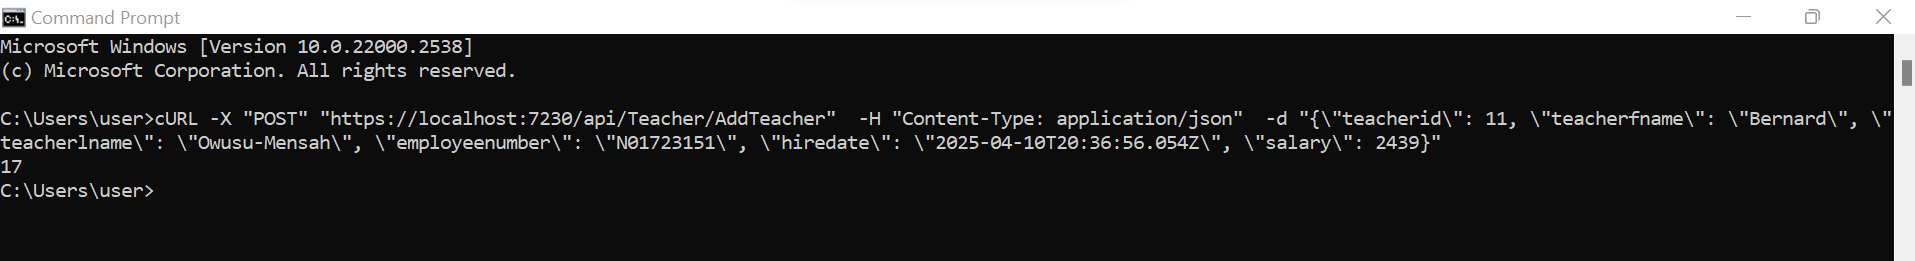 Command Prompt
Microsoft Windows [Version 10.0.22000.2538]
(c) Microsoft Corporation. All rights reserved.
C:\Users\user>cURL -X "POST" "https://localhost:7230/api/Teacher/AddTeacher"  -H "Content-Type: application/json"  -d "{\"teacherid\": 11, \"teacherfname\": \"Bernard\", \"
teacherlname\": \"Owusu-Mensah\", \"employeenumber\": \"N01723151\", \"hiredate\": \"2025-04-10T20:36:56.054Z\", \"salary\": 2439}"
17
C:\Users\user>